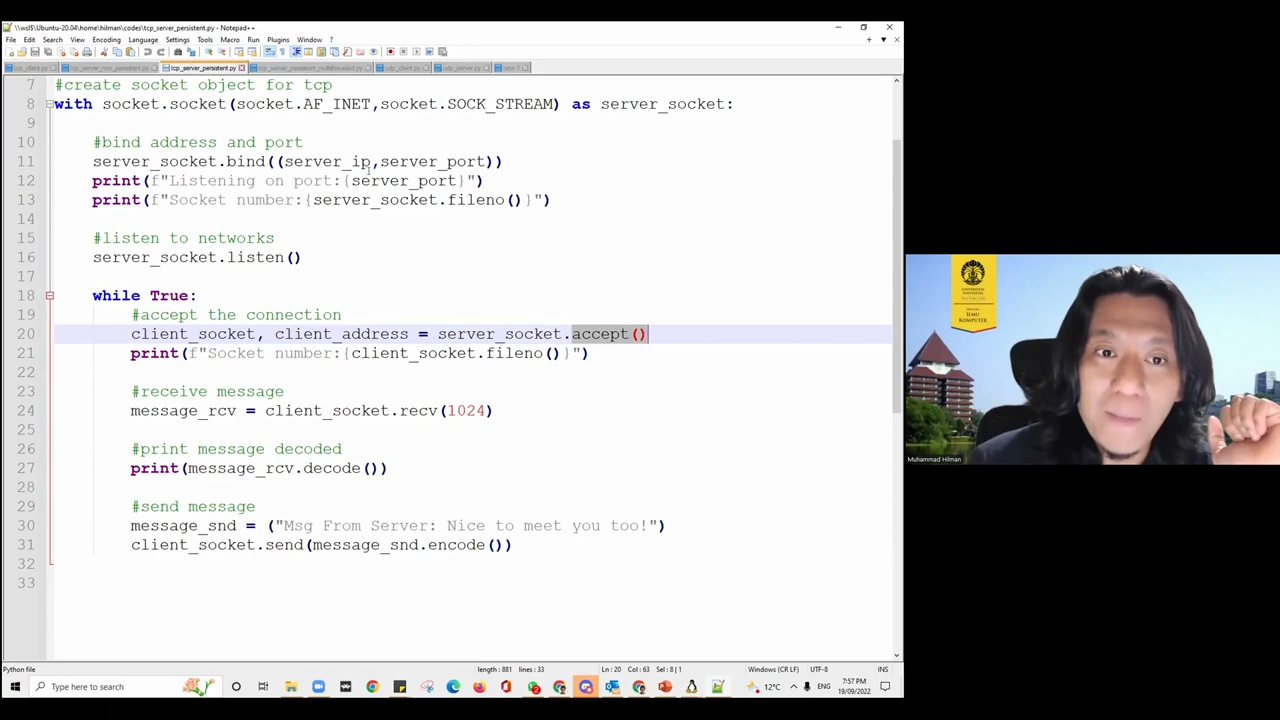 \\wsl$\Ubuntu-20.04\home\hilman\codes\tcp_server_persistent.py - Notepad++
File Edit Search View Encoding Language Settings Tools Macro Run Plugins Window ?
tcp_client.py tcp_server_non_persistent.py tcp_server_persistent.py tcp_server_persistent_multithreaded.py udp_client.py udp_server.py new 1
7 #create socket object for tcp
8 with socket.socket(socket.AF_INET,socket.SOCK_STREAM) as server_socket:
9
10 #bind address and port
11 server_socket.bind((server_ip,server_port))
12 print(f"Listening on port:{server_port}")
13 print(f"Socket number:{server_socket.fileno()}")
14
15 #listen to networks
16 server_socket.listen()
17
18 while True:
19 #accept the connection
20 client_socket, client_address = server_socket.accept()
21 print(f"Socket number:{client_socket.fileno()}")
22
23 #receive message
24 message_rcv = client_socket.recv(1024)
25
26 #print message decoded
27 print(message_rcv.decode())
28
29 #send message
30 message_snd = ("Msg From Server: Nice to meet you too!")
31 client_socket.send(message_snd.encode())
32
33
Python file length : 881 lines : 33 Ln : 20 Col : 63 Sel : 8 | 1 Windows (CR LF) UTF-8 INS
Type here to search 12°C ENG 7:57 PM
19/09/2022
UNIVERSITAS
INDONESIA
ILMU
KOMPUTER
Muhammad Hilman